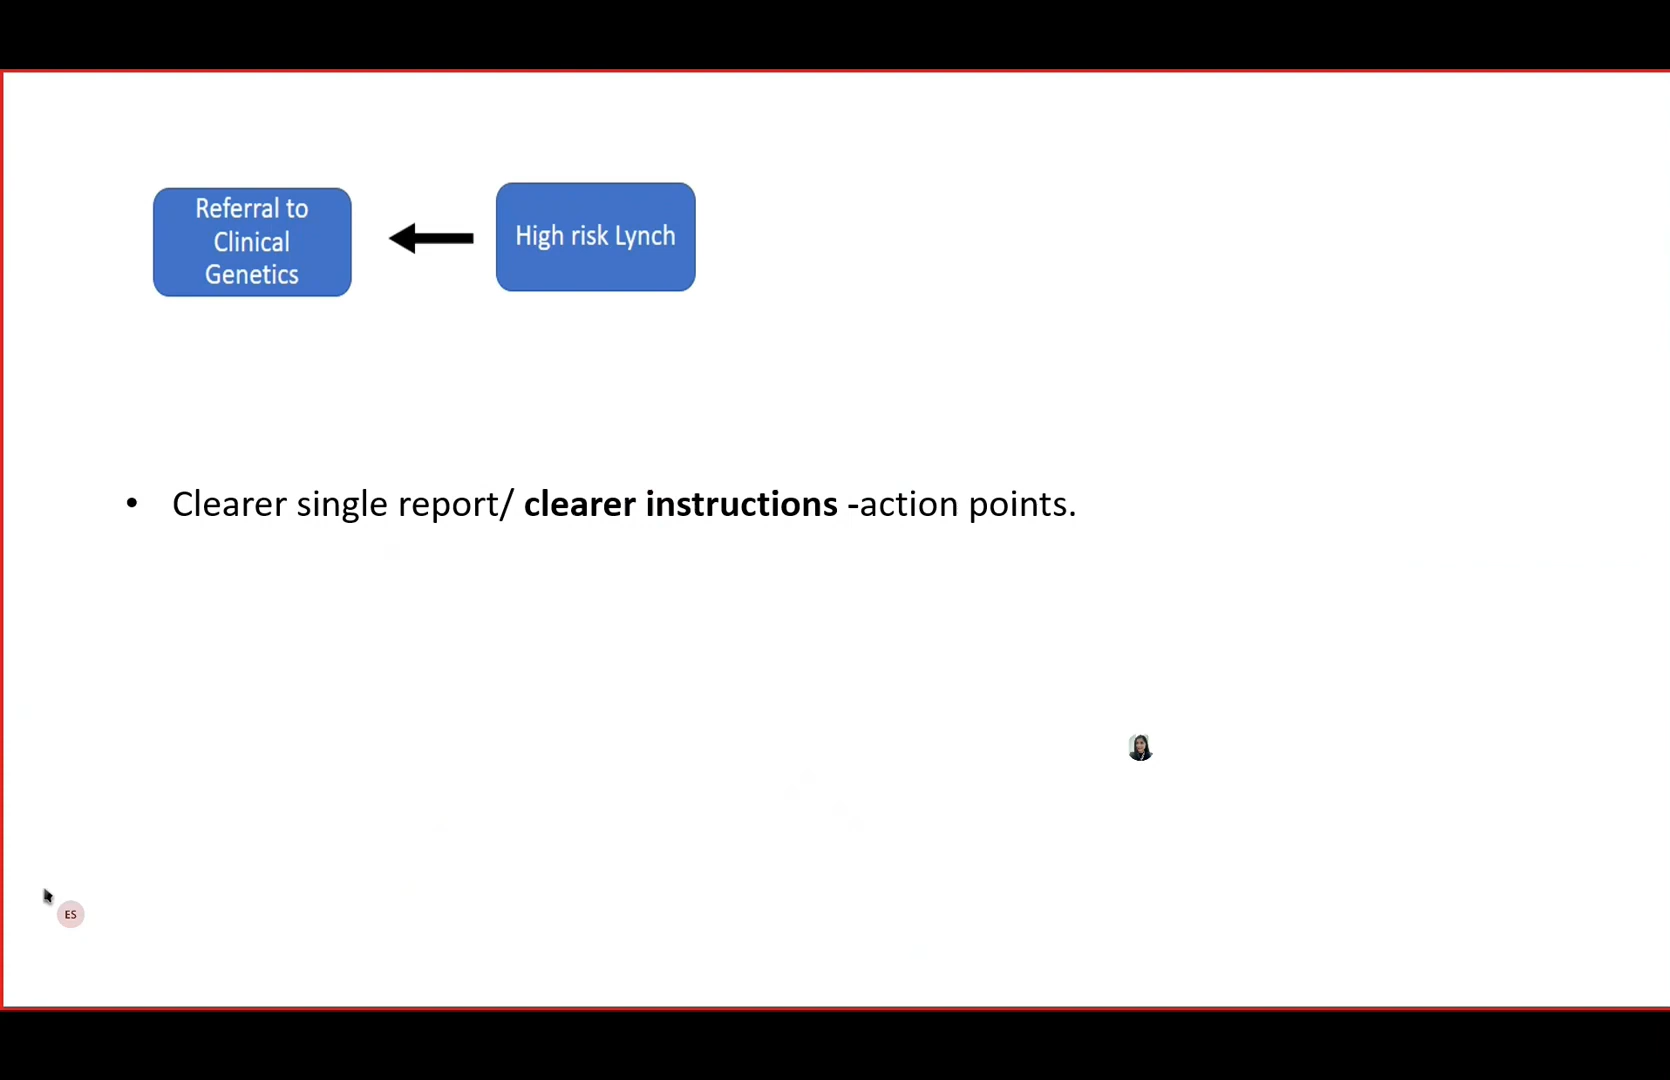 Referral to
Clinical
Genetics
High risk Lynch
• Clearer single report/ clearer instructions -action points.
ES